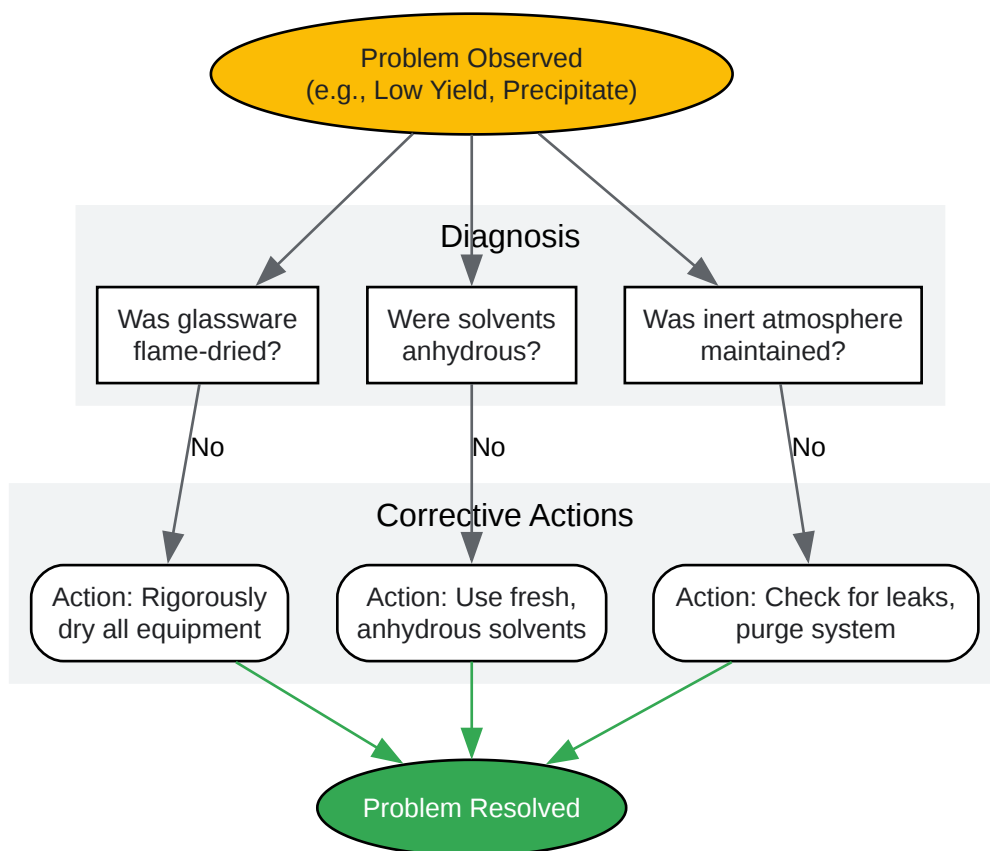 Problem Observed
(e.g., Low Yield, Precipitate)
Diagnosis
Was glassware
flame-dried?
Were solvents
anhydrous?
Was inert atmosphere
maintained?
No
No
No
Corrective Actions
Action: Rigorously
dry all equipment
Action: Use fresh,
anhydrous solvents
Action: Check for leaks,
purge system
Problem Resolved